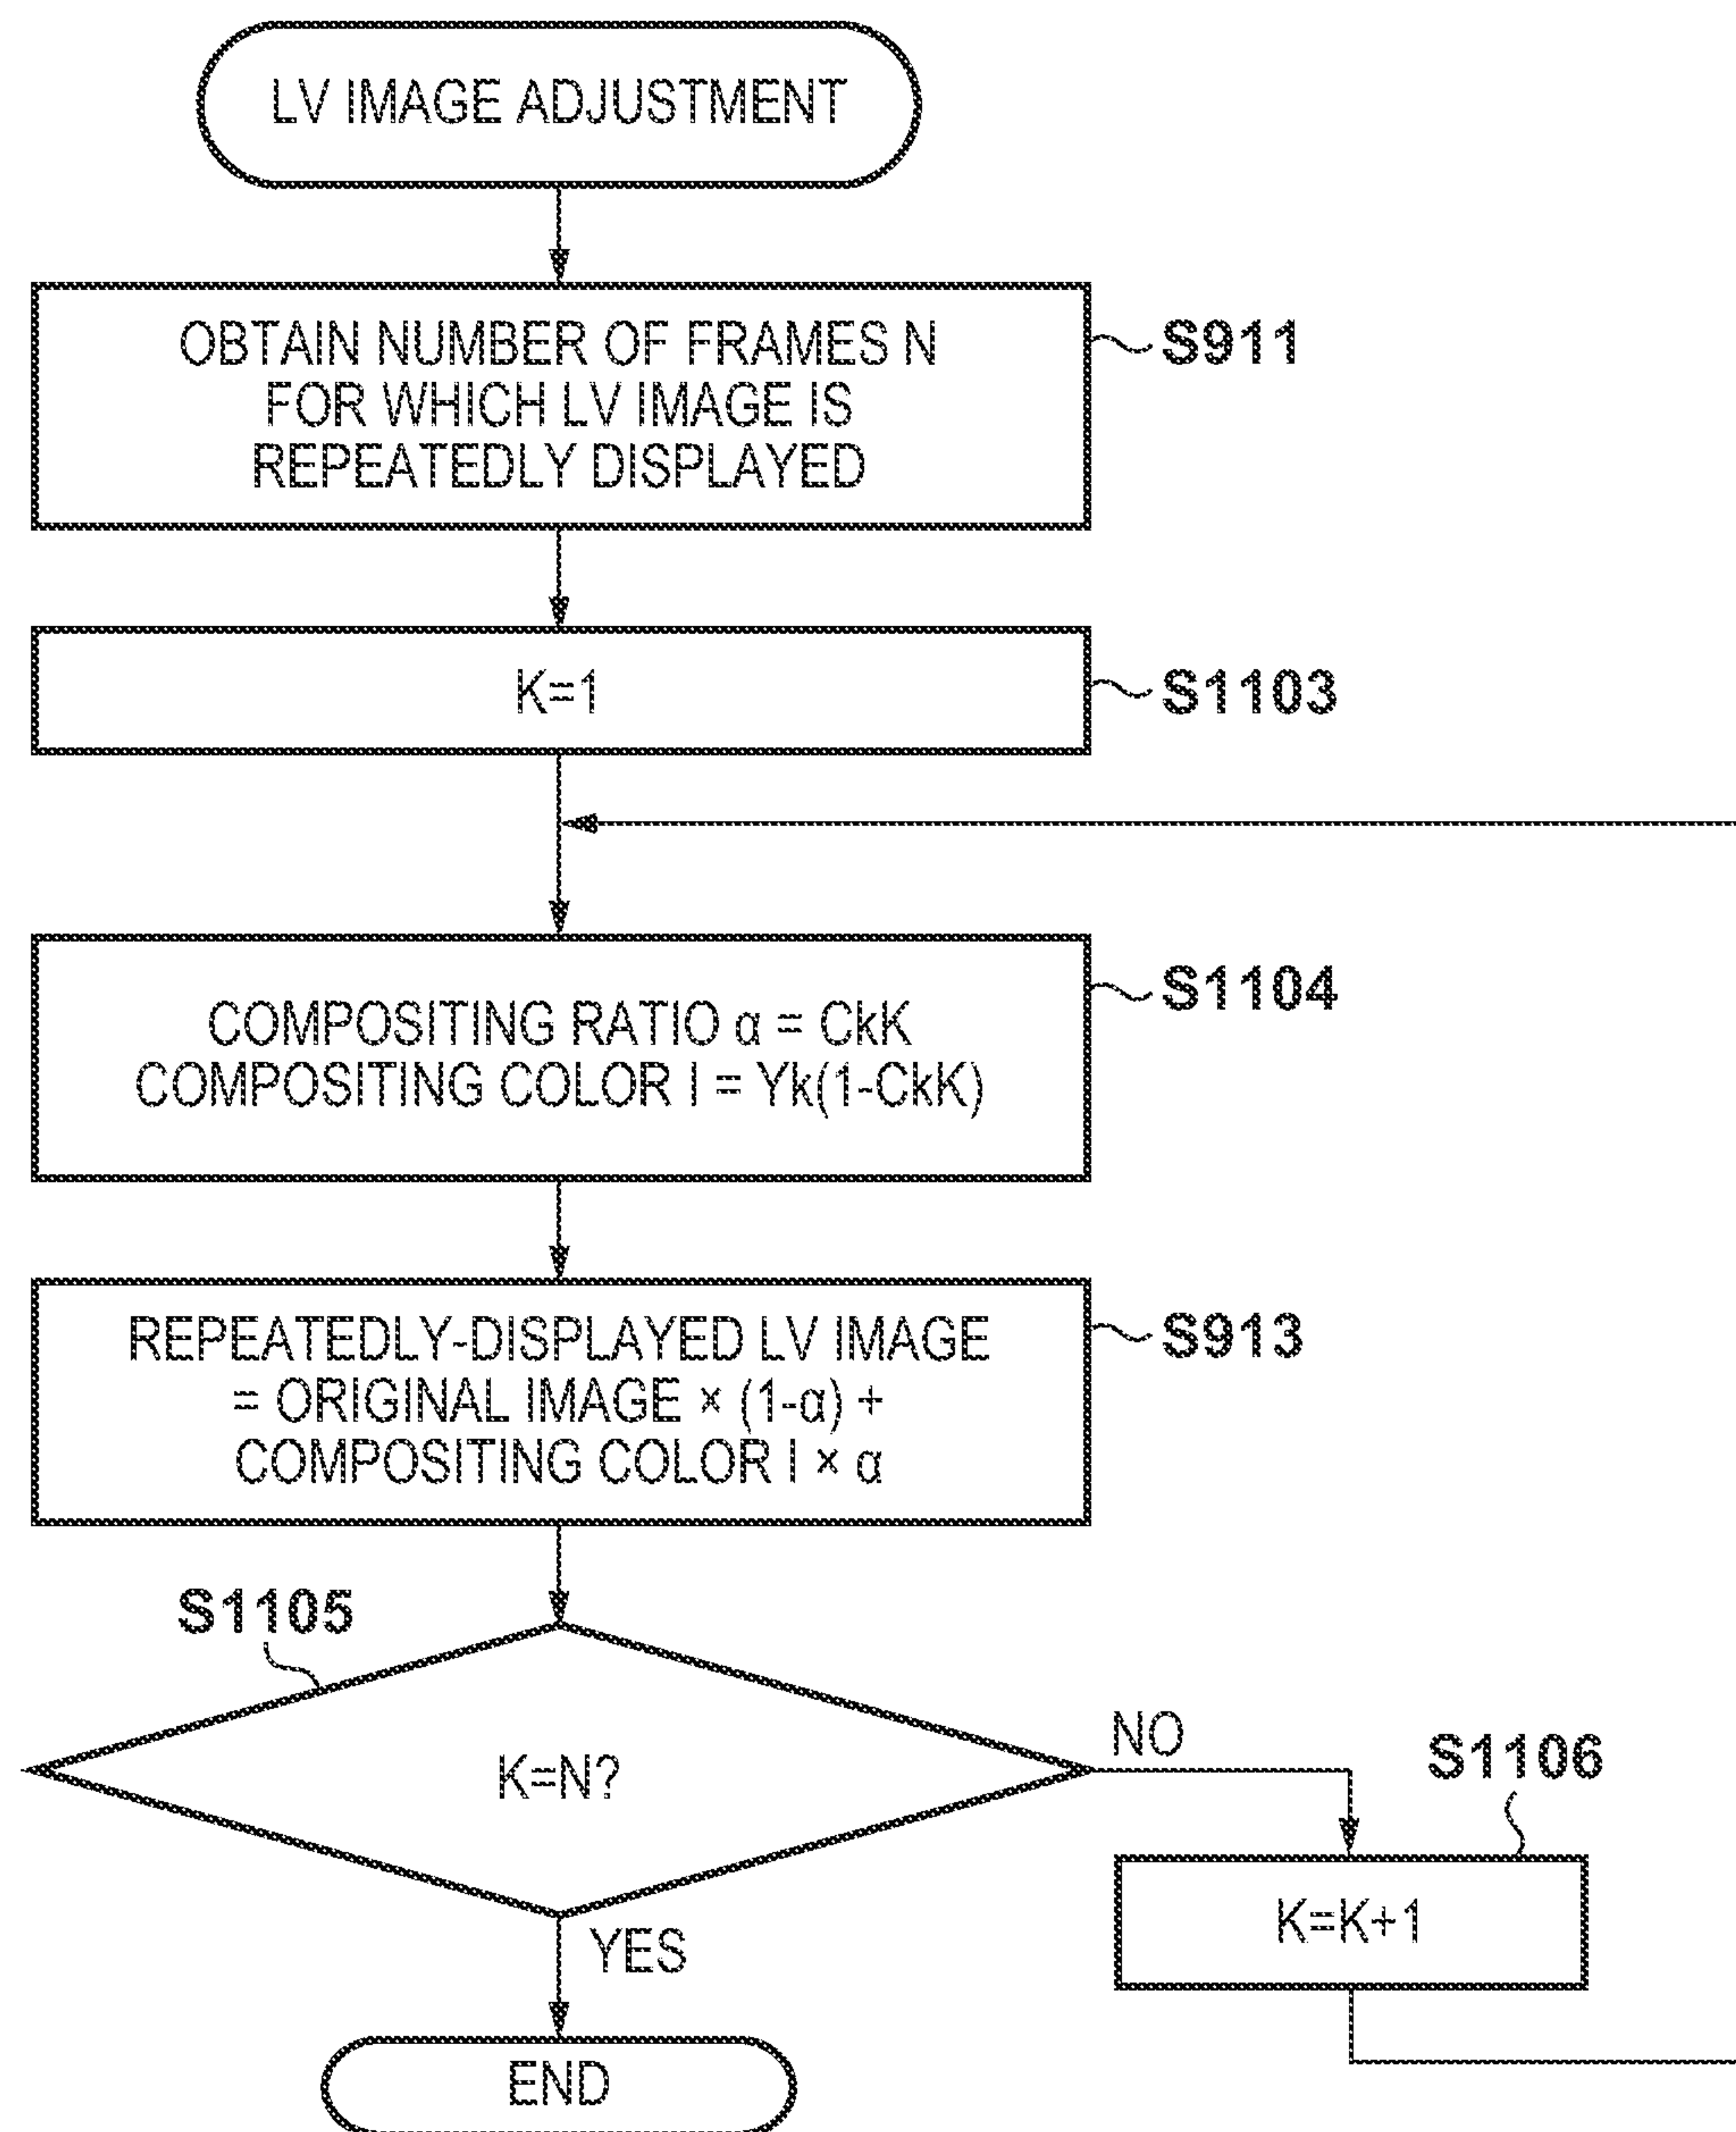 LV IMAGE ADJUSTMENT
OBTAIN NUMBER OF FRAMES N
FOR WHICH LV IMAGE IS
REPEATEDLY DISPLAYED
S911
K=1
S1103
COMPOSITING RATIO α = CkK
COMPOSITING COLOR I = Yk(1-CkK)
S1104
REPEATEDLY-DISPLAYED LV IMAGE
= ORIGINAL IMAGE × (1-α) +
COMPOSITING COLOR I × α
S913
S1105
K=N?
NO
S1106
K=K+1
YES
END